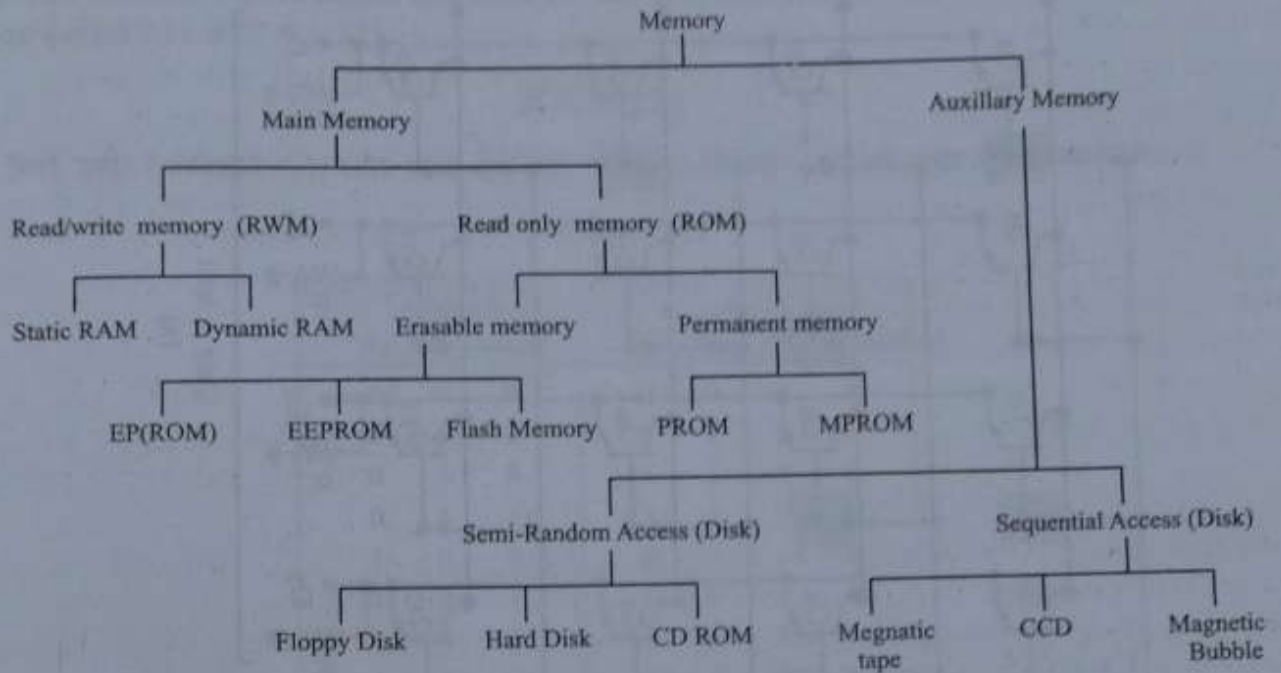 Memory
Main Memory
Auxillary Memory
Read/write memory (RWM)
Read only memory (ROM)
Static RAM
Dynamic RAM
Erasable memory
Permanent memory
EP(ROM)
EEPROM
Flash Memory
PROM
MPROM
Semi-Random Access (Disk)
Sequential Access (Disk)
Floppy Disk
Hard Disk
CD ROM
Megnatic
tape
CCD
Magnetic
Bubble